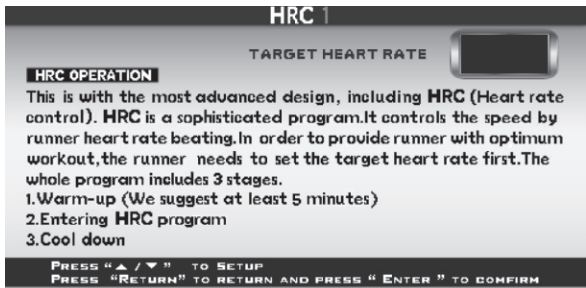 HRC 1
TARGET HEART RATE
HRC OPERATION
This is with the most advanced design, including HRC (Heart rate
control). HRC is a sophisticated program.It controls the speed by
runner heart rate beating.In order to provide runner with optimum
workout,the runner needs to set the target heart rate first.The
whole program includes 3 stages.
1.Warm-up (We suggest at least 5 minutes)
2.Entering HRC program
3.Cool down
PRESS “▲ / ▼” TO SETUP
PRESS “RETURN” TO RETURN AND PRESS “ ENTER ” TO COMFIRM